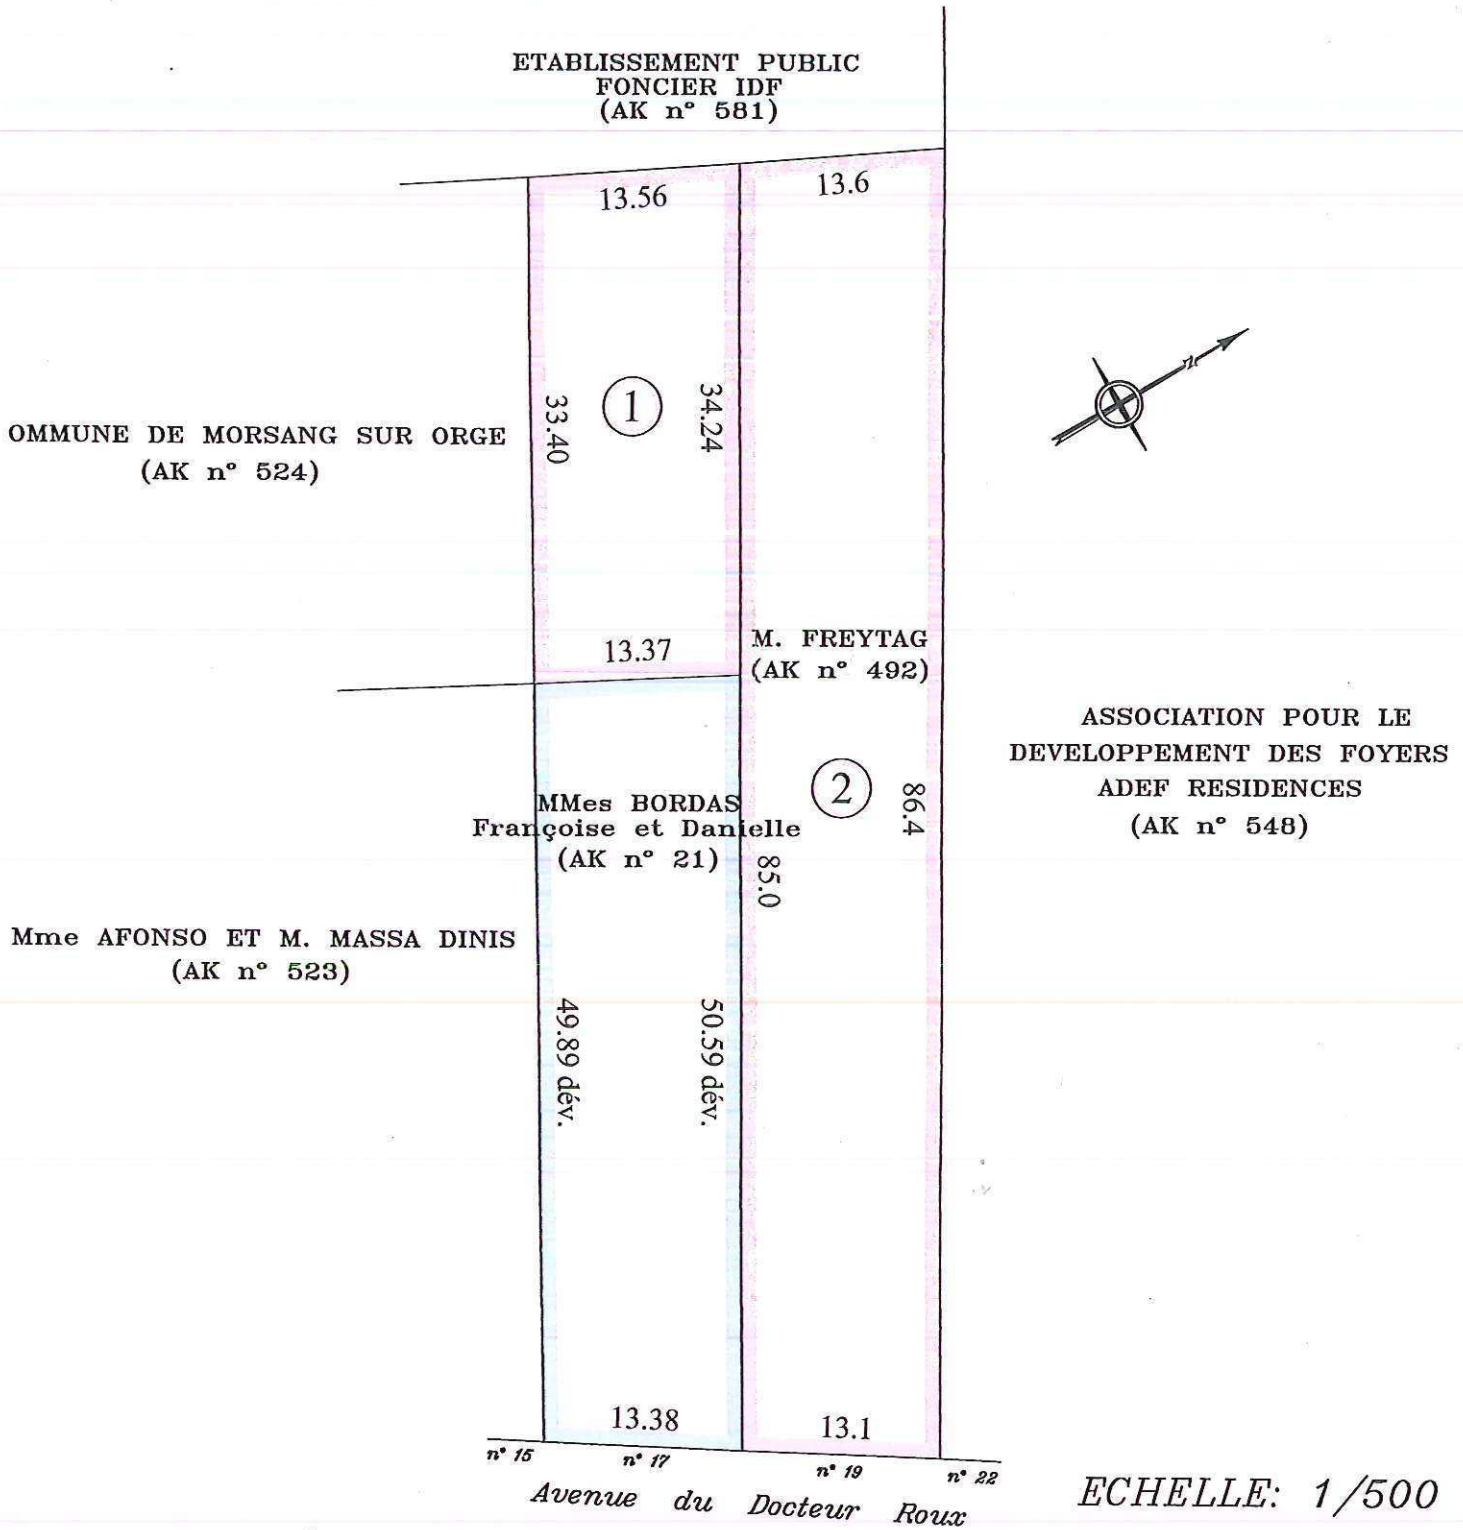 ETABLISSEMENT PUBLIC
FONCIER IDF
(AK n° 581)
13.56
13.6
33.40
1
34.24
N
OMMUNE DE MORSANG SUR ORGE
(AK n° 524)
13.37
M. FREYTAG
(AK n° 492)
ASSOCIATION POUR LE
DEVELOPPEMENT DES FOYERS
ADEF RESIDENCES
(AK n° 548)
2
86.4
85.0
MMes BORDAS
Françoise et Danielle
(AK n° 21)
Mme AFONSO ET M. MASSA DINIS
(AK n° 523)
49.89 dév.
50.59 dév.
13.38
13.1
n° 15
n° 17
n° 19
n° 22
Avenue du Docteur Roux
ECHELLE: 1/500